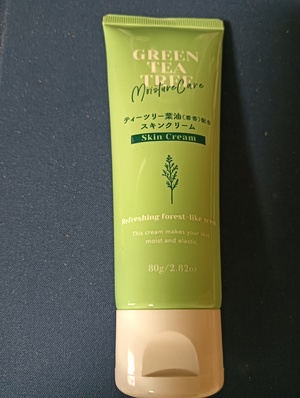 GREEN
TEA
TREE
Moisture Care
ティーツリー葉油(着香)配合
スキンクリーム
Skin Cream
Refreshing forest-like scent
This cream makes your skin
moist and elastic.
80g/2.82oz